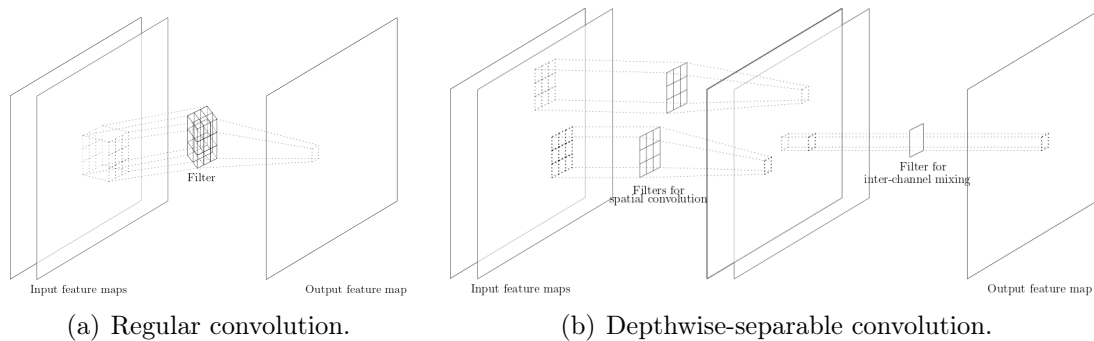 Filter
Input feature maps
Output feature map
(a) Regular convolution.
Filters for
spatial convolution
Filter for
inter-channel mixing
Input feature maps
Output feature map
(b) Depthwise-separable convolution.